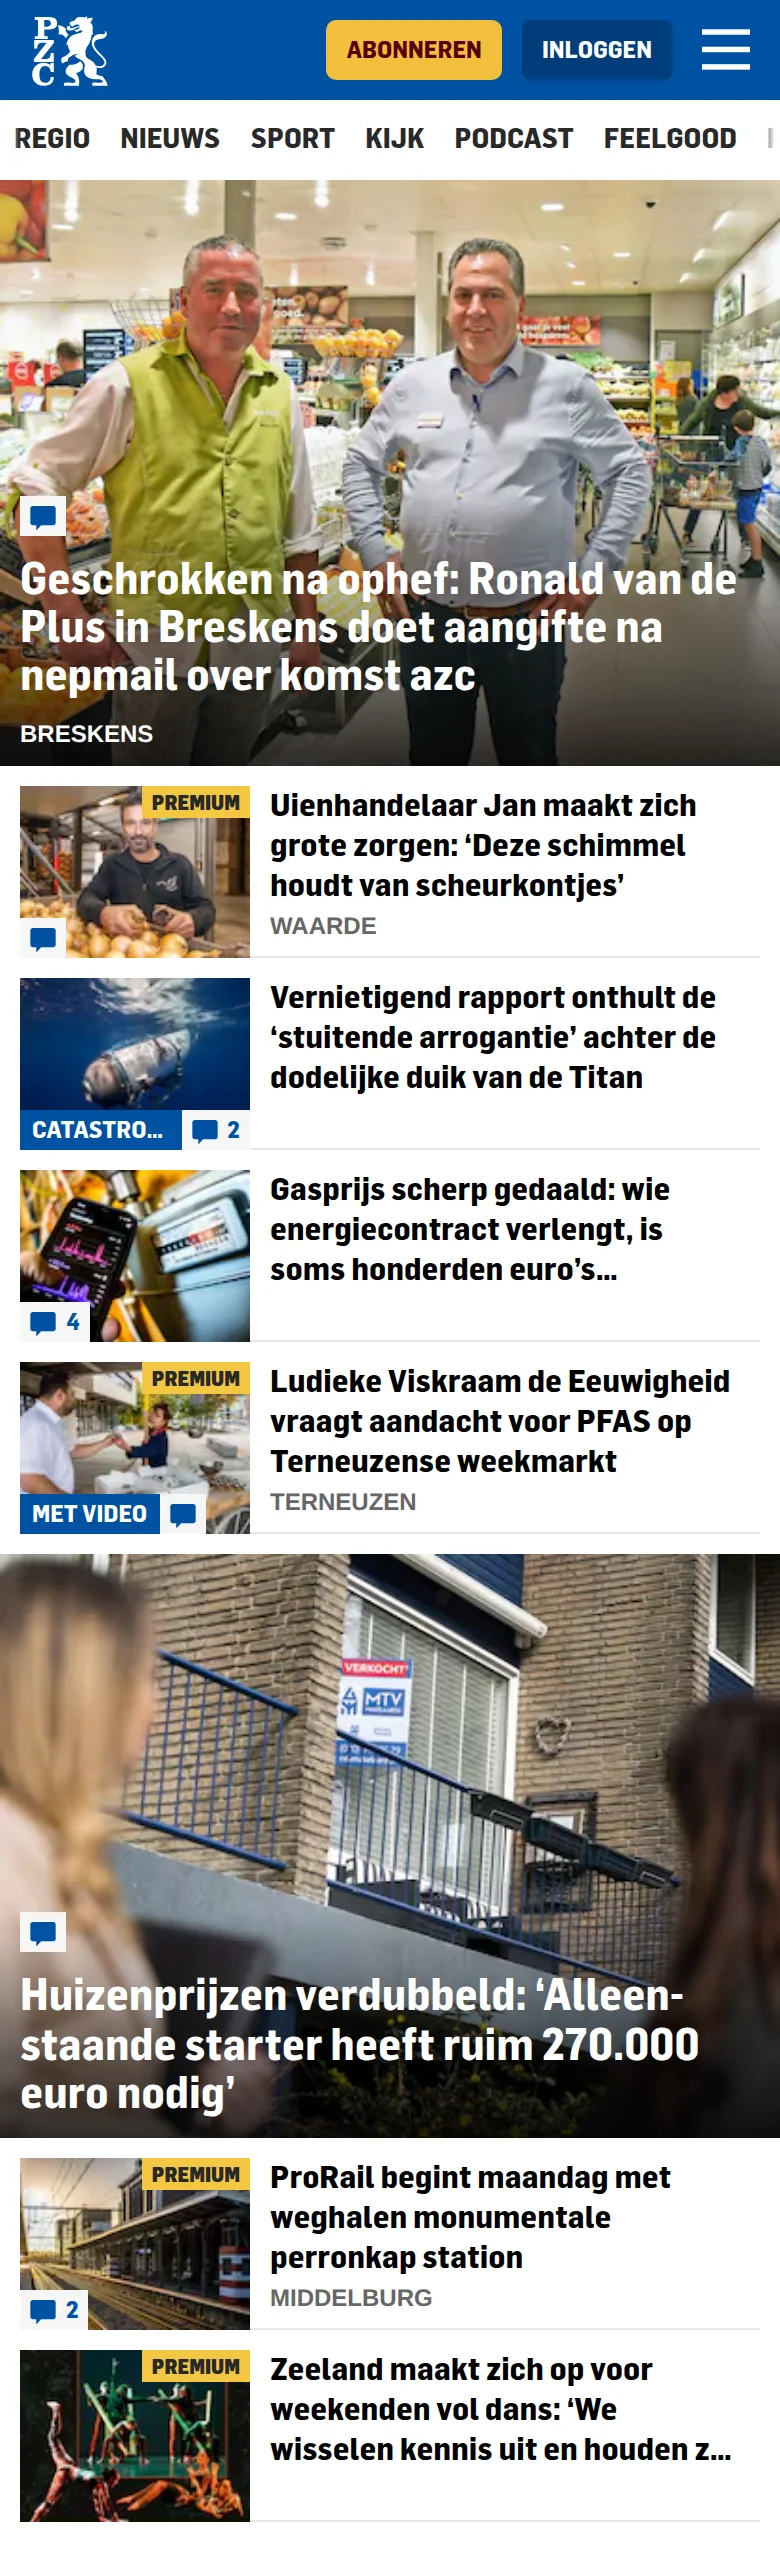 PZC
ABONNEREN
INLOGGEN
REGIO NIEUWS SPORT KIJK PODCAST FEELGOOD
Geschrokken na ophef: Ronald van de
Plus in Breskens doet aangifte na
nepmail over komst azc
BRESKENS
PREMIUM
Uienhandelaar Jan maakt zich
grote zorgen: ‘Deze schimmel
houdt van scheurkontjes’
WAARDE
Vernietigend rapport onthult de
‘stuitende arrogantie’ achter de
dodelijke duik van de Titan
CATASTRO...
2
Gasprijs scherp gedaald: wie
energiecontract verlengt, is
soms honderden euro’s...
4
PREMIUM
Ludieke Viskraam de Eeuwigheid
vraagt aandacht voor PFAS op
Terneuzense weekmarkt
TERNEUZEN
MET VIDEO
VERKOCHT
MTV
Huizenprijzen verdubbeld: ‘Alleen-
staande starter heeft ruim 270.000
euro nodig’
PREMIUM
ProRail begint maandag met
weghalen monumentale
perronkap station
MIDDELBURG
2
PREMIUM
Zeeland maakt zich op voor
weekenden vol dans: ‘We
wisselen kennis uit en houden z...